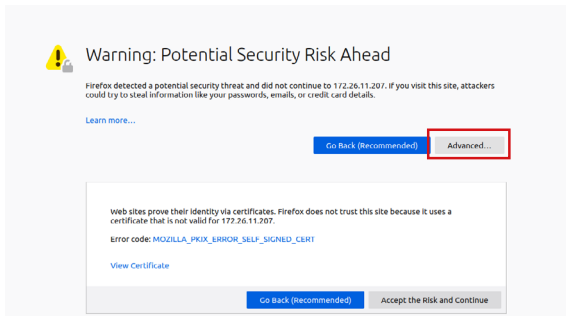 Warning: Potential Security Risk Ahead
Firefox detected a potential security threat and did not continue to 172.26.11.207. If you visit this site, attackers
could try to steal information like your passwords, emails, or credit card details.
Learn more…
Go Back (Recommended) Advanced…
Web sites prove their identity via certificates. Firefox does not trust this site because it uses a
certificate that is not valid for 172.26.11.207.
Error code: MOZILLA_PKIX_ERROR_SELF_SIGNED_CERT
View Certificate
Go Back (Recommended) Accept the Risk and Continue